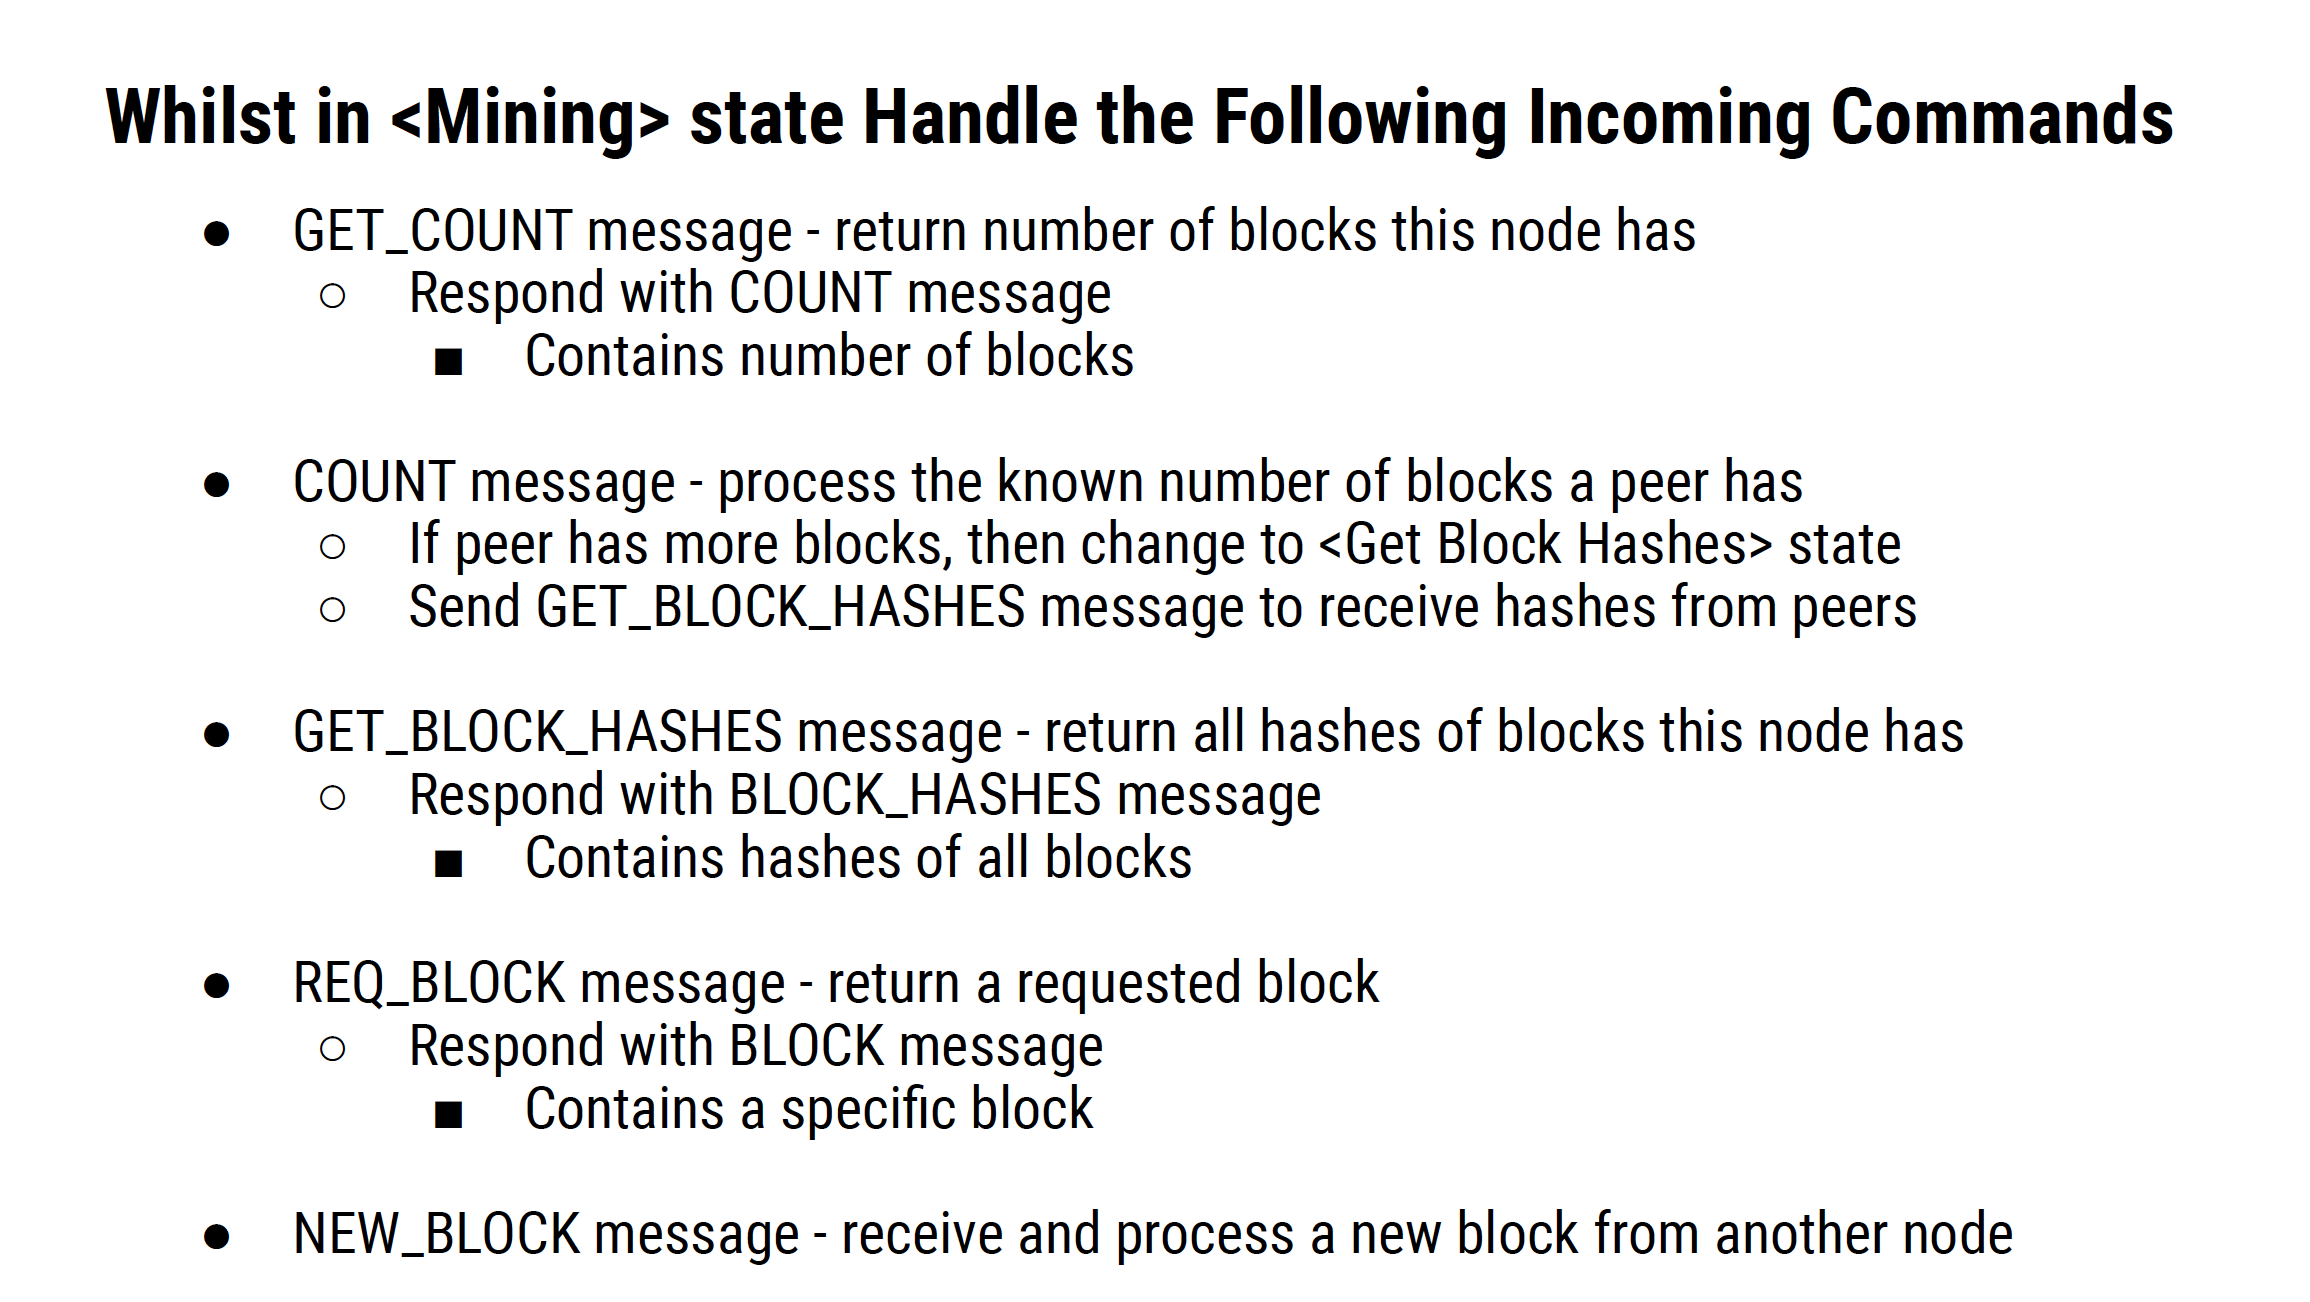 Whilst in <Mining> state Handle the Following Incoming Commands
● GET_COUNT message - return number of blocks this node has
○ Respond with COUNT message
■ Contains number of blocks
● COUNT message - process the known number of blocks a peer has
○ If peer has more blocks, then change to <Get Block Hashes> state
○ Send GET_BLOCK_HASHES message to receive hashes from peers
● GET_BLOCK_HASHES message - return all hashes of blocks this node has
○ Respond with BLOCK_HASHES message
■ Contains hashes of all blocks
● REQ_BLOCK message - return a requested block
○ Respond with BLOCK message
■ Contains a specific block
● NEW_BLOCK message - receive and process a new block from another node